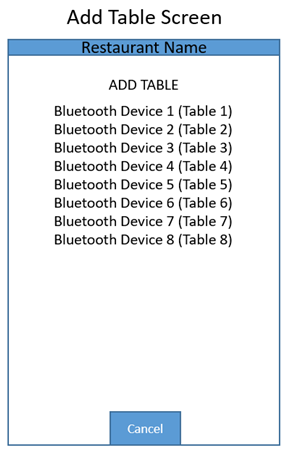 Add Table Screen
Restaurant Name
ADD TABLE
Bluetooth Device 1 (Table 1)
Bluetooth Device 2 (Table 2)
Bluetooth Device 3 (Table 3)
Bluetooth Device 4 (Table 4)
Bluetooth Device 5 (Table 5)
Bluetooth Device 6 (Table 6)
Bluetooth Device 7 (Table 7)
Bluetooth Device 8 (Table 8)
Cancel